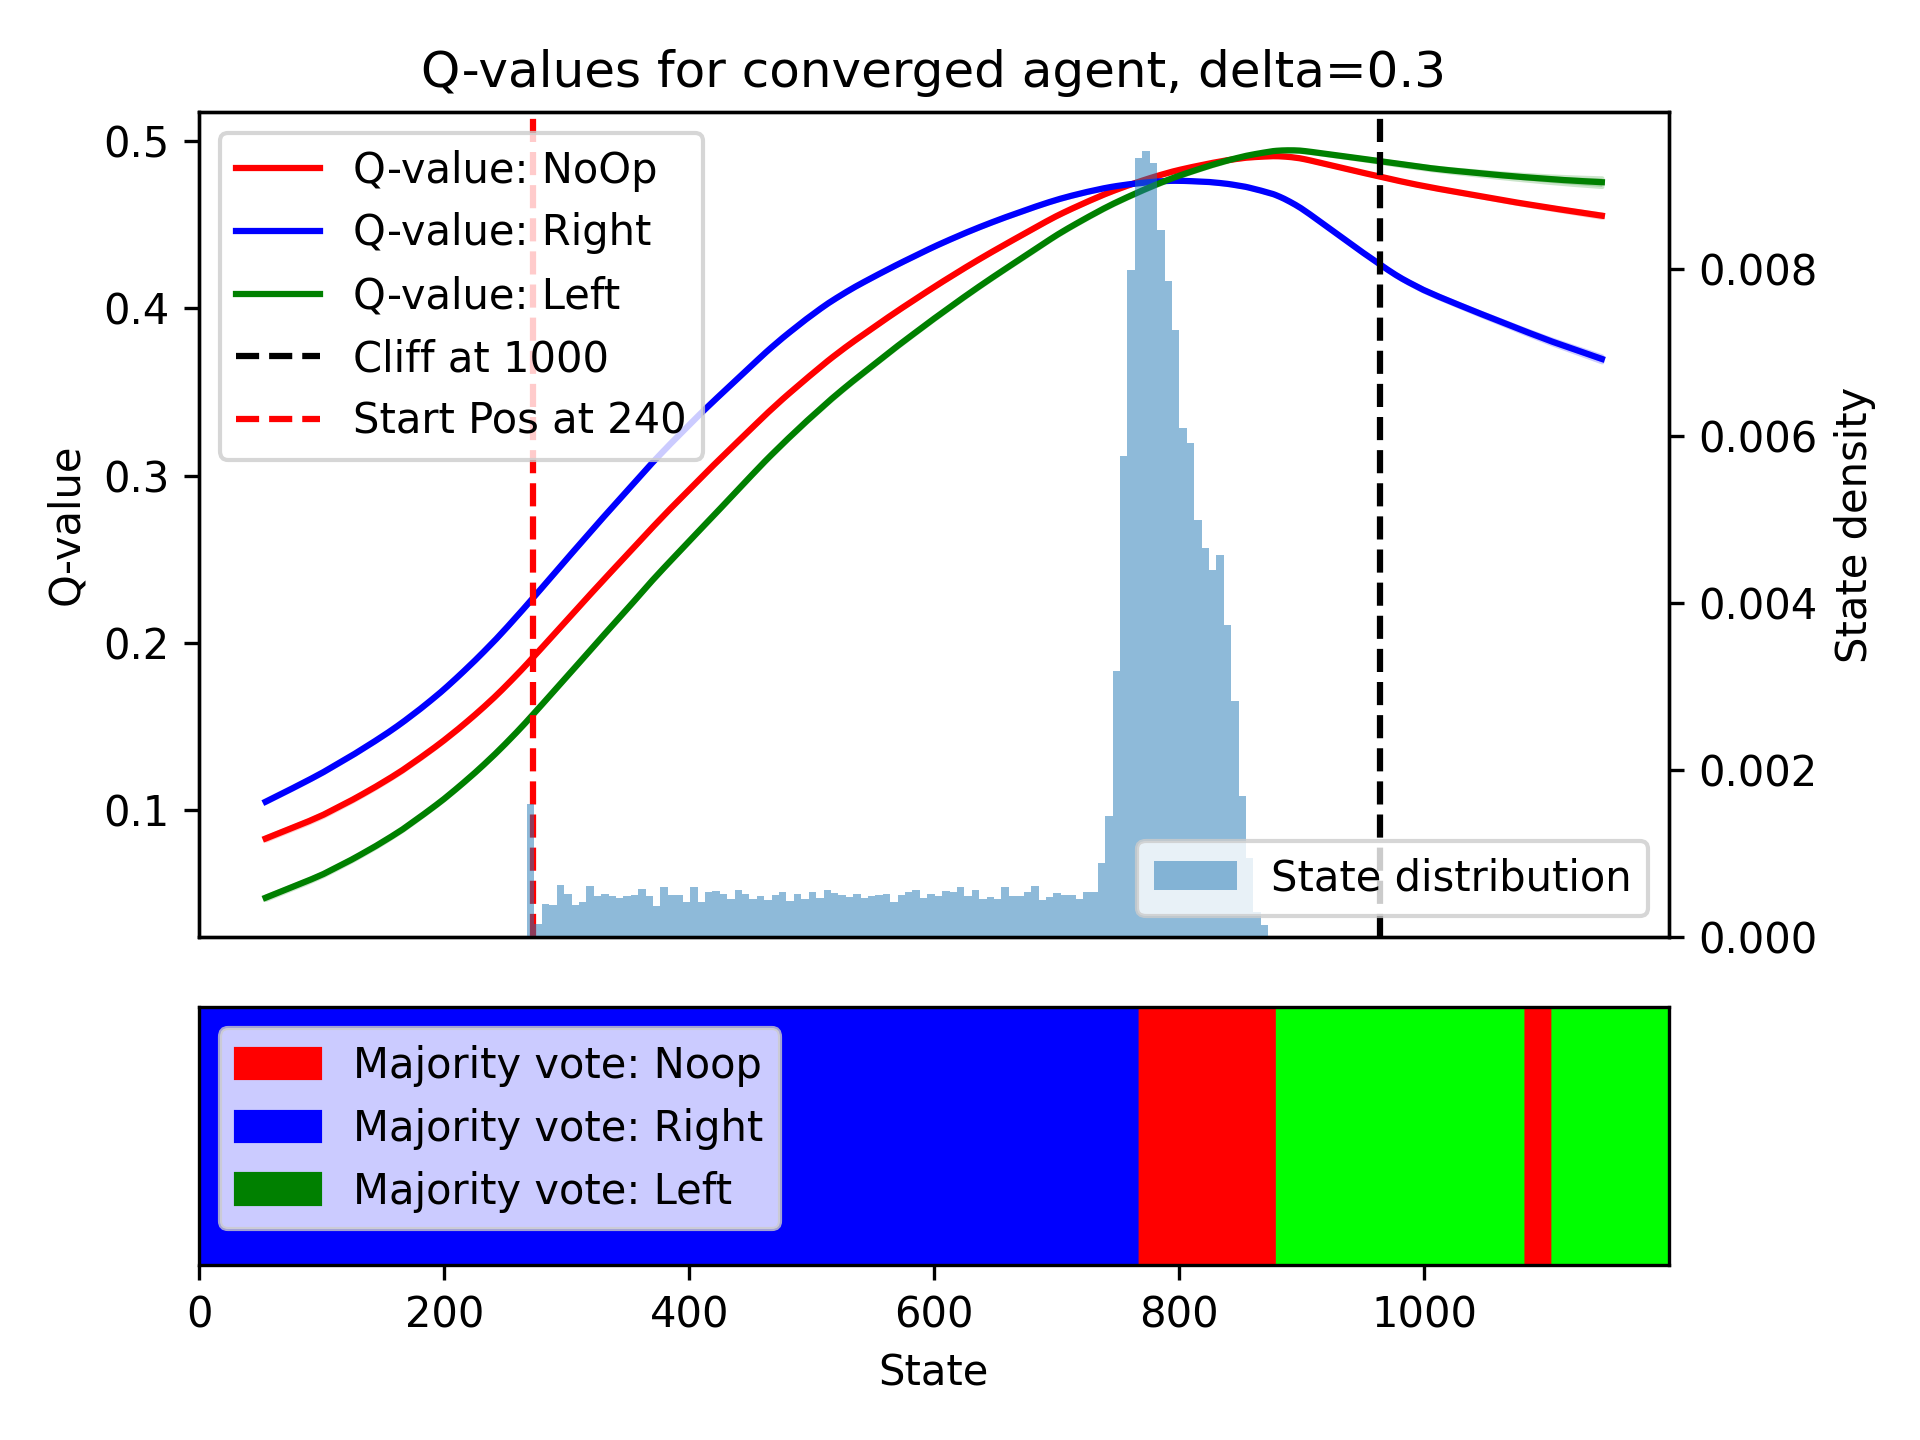 Q-values for converged agent, delta=0.3
0.5
0.4
0.3
0.2
0.1
Q-value
Q-value: NoOp
Q-value: Right
Q-value: Left
Cliff at 1000
Start Pos at 240
0.008
0.006
0.004
0.002
0.000
State density
State distribution
Majority vote: Noop
Majority vote: Right
Majority vote: Left
0 200 400 600 800 1000
State